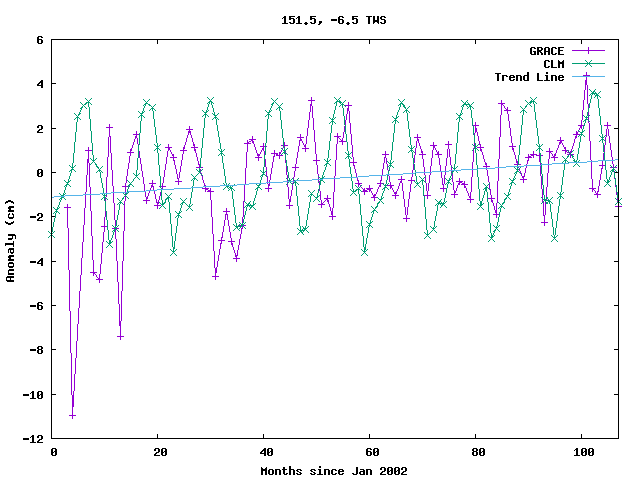 151.5, -6.5 TWS
GRACE
CLM
Trend Line
6
4
2
0
-2
-4
-6
-8
-10
-12
Anomaly (cm)
0 20 40 60 80 100
Months since Jan 2002